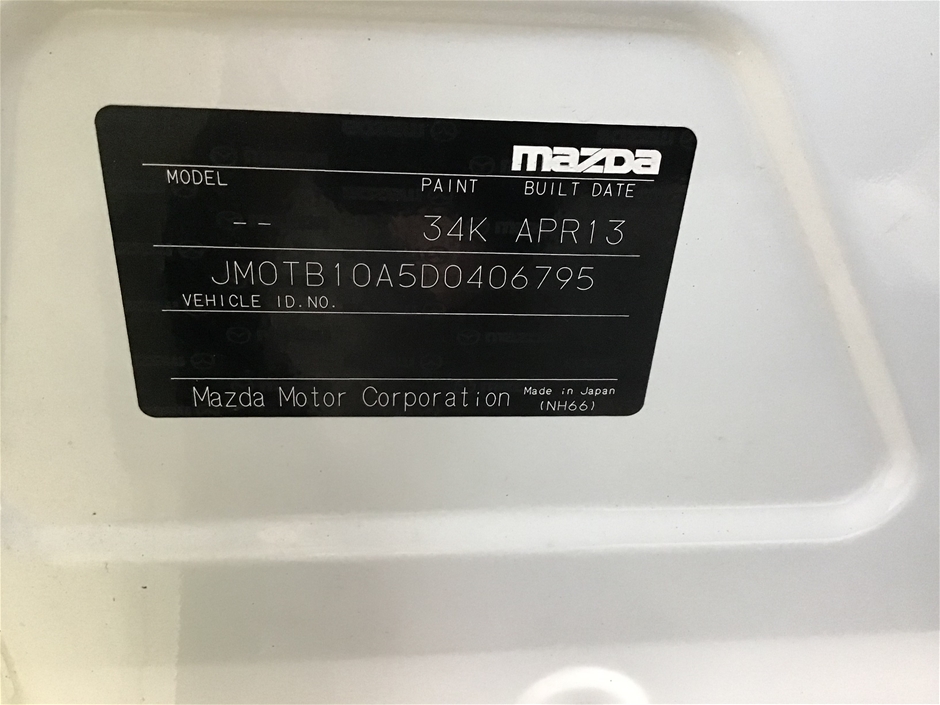 mazda
MODEL PAINT BUILT DATE
-- 34K APR13
JM0TB10A5D0406795
VEHICLE ID.NO.
Mazda Motor Corporation Made in Japan
(NH66)